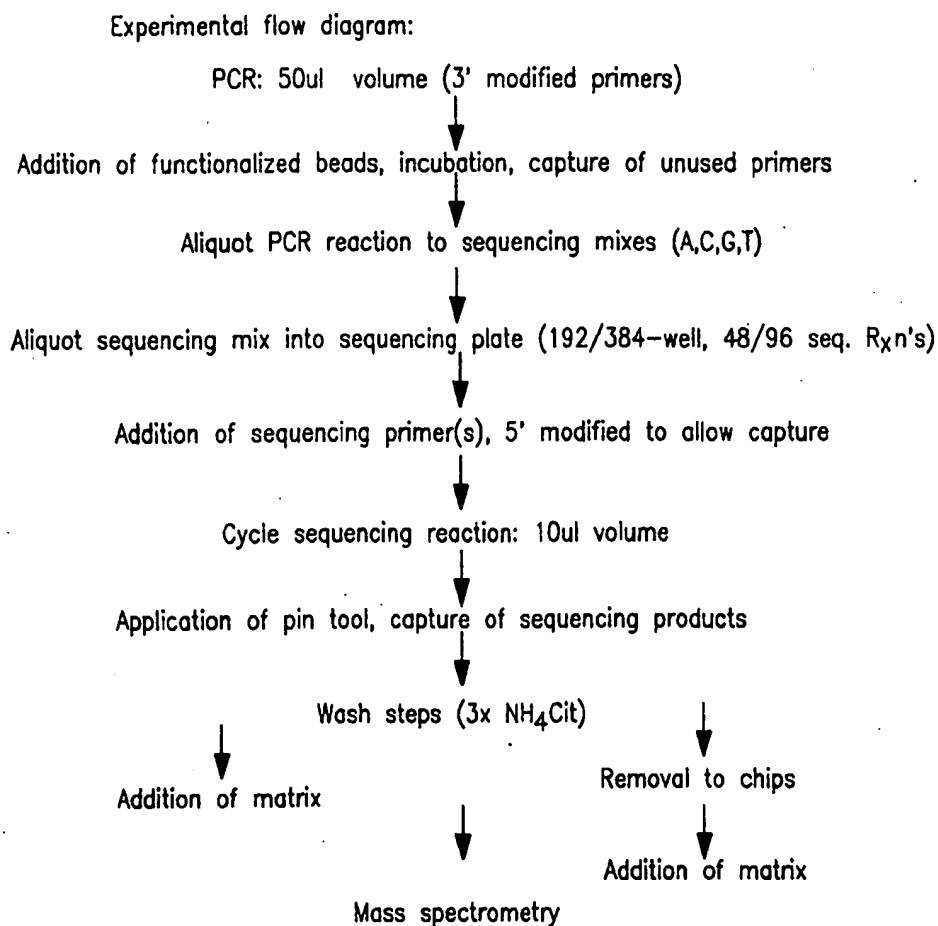 Experimental flow diagram:
PCR: 50ul volume (3' modified primers)
Addition of functionalized beads, incubation, capture of unused primers
Aliquot PCR reaction to sequencing mixes (A,C,G,T)
Aliquot sequencing mix into sequencing plate (192/384-well, 48/96 seq. Rxn's)
Addition of sequencing primer(s), 5' modified to allow capture
Cycle sequencing reaction: 10ul volume
Application of pin tool, capture of sequencing products
Wash steps (3x NH4Cit)
Addition of matrix
Removal to chips
Addition of matrix
Mass spectrometry